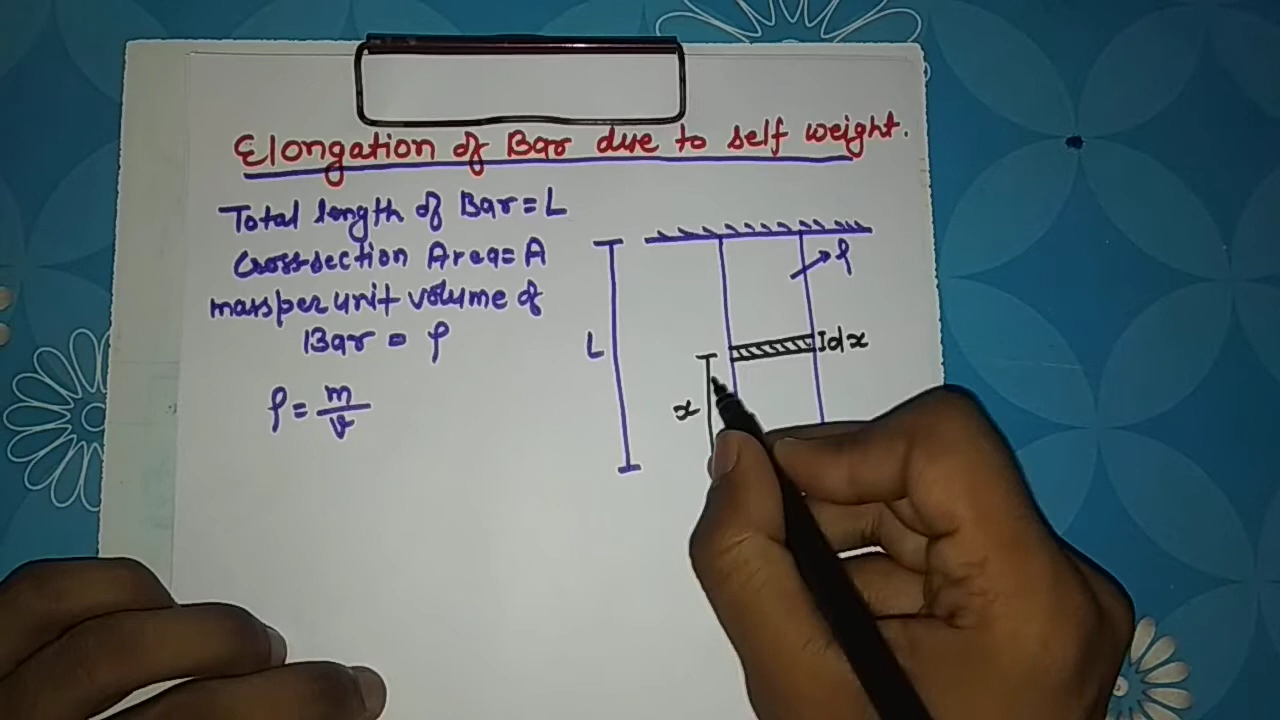 Elongation of Bar due to self weight.
Total length of Bar = L
Cross-section Area = A
mass per unit volume of
Bar = ρ
ρ = m/v
ρ
L
dx
x